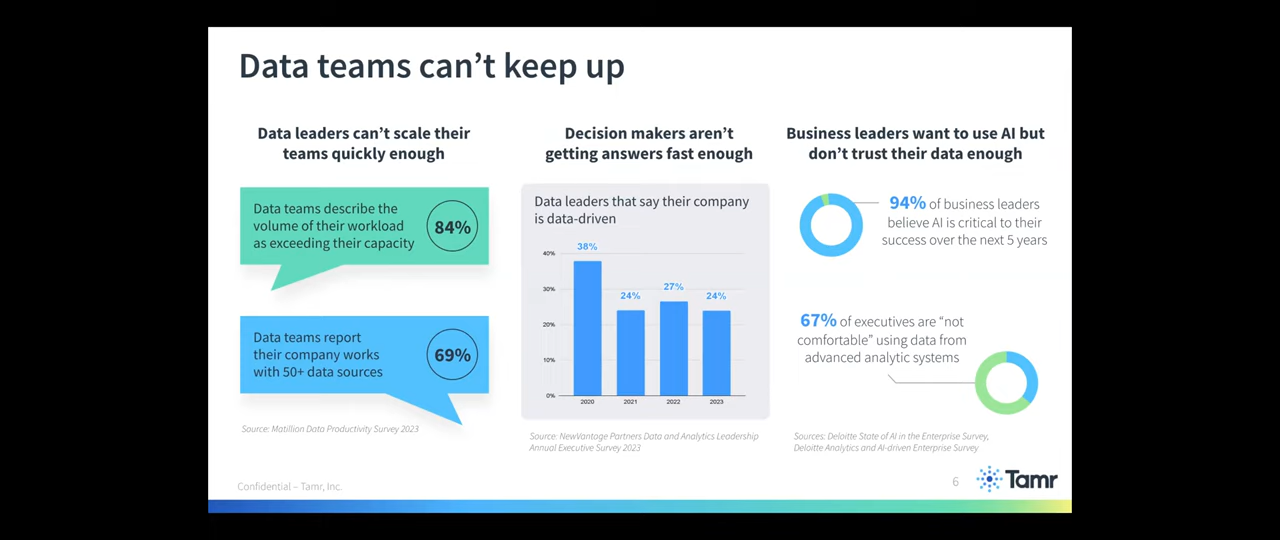 Data teams can't keep up
Data leaders can't scale their
teams quickly enough
Data teams describe the
volume of their workload
as exceeding their capacity
84%
Data teams report
their company works
with 50+ data sources
69%
Source: Matillion Data Productivity Survey 2023
Decision makers aren't
getting answers fast enough
Data leaders that say their company
is data-driven
38%
24%
27%
24%
40%
30%
20%
10%
0%
2020
2021
2022
2023
Source: NewVantage Partners Data and Analytics Leadership
Annual Executive Survey 2023
Business leaders want to use AI but
don't trust their data enough
94% of business leaders
believe AI is critical to their
success over the next 5 years
67% of executives are “not
comfortable” using data from
advanced analytic systems
Sources: Deloitte State of AI in the Enterprise Survey,
Deloitte Analytics and AI-driven Enterprise Survey
Confidential – Tamr, Inc.
6
Tamr